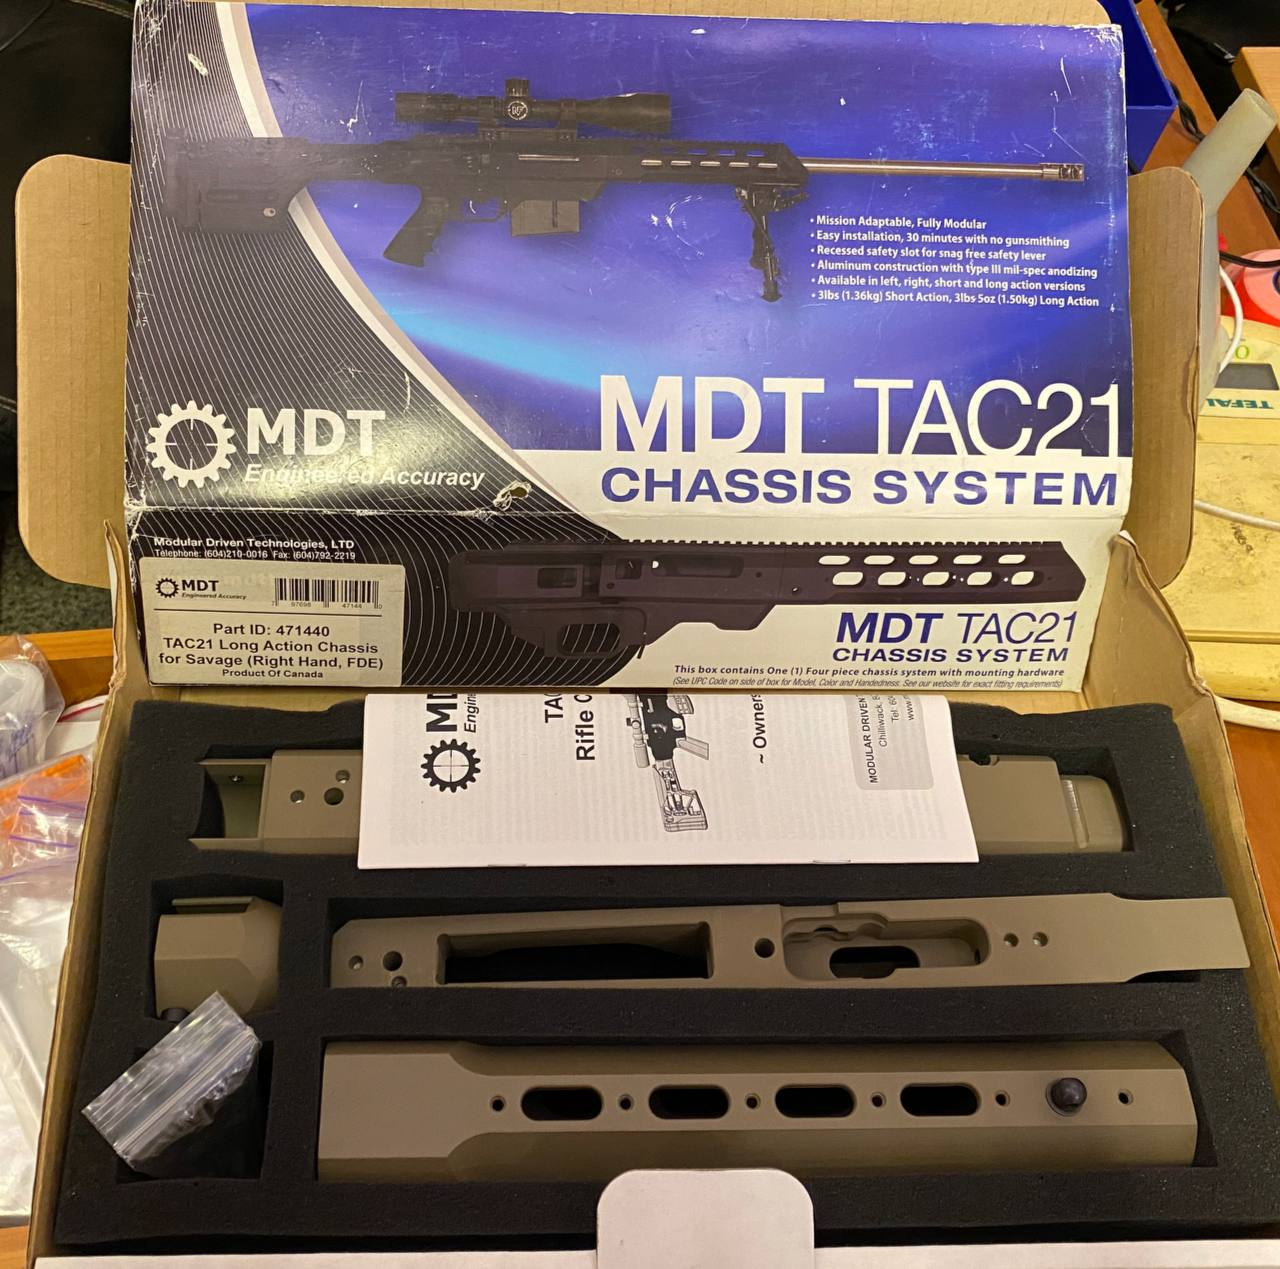 • Mission Adaptable, Fully Modular
• Easy installation, 30 minutes with no gunsmithing
• Recessed safety slot for snag free safety lever
• Aluminum construction with type III mil-spec anodizing
• Available in left, right, short and long action versions
• 3lbs (1.36kg) Short Action, 3lbs 5oz (1.50kg) Long Action
MDT TAC21
CHASSIS SYSTEM
MDT
Engineered Accuracy
Modular Driven Technologies, LTD
Telephone: (604)210-0016 Fax: (604)792-2219
MDT
Engineered Accuracy
Part ID: 471440
TAC21 Long Action Chassis
for Savage (Right Hand, FDE)
Product Of Canada
MDT TAC21
CHASSIS SYSTEM
This box contains One (1) Four piece chassis system with mounting hardware
(See UPC Code on side of box for Model, Color and Handedness. See our website for exact fitting requirements)
TEFAL
Rifle
~ Owners
MODULAR DRIVEN
Chilliwack,
Tel: